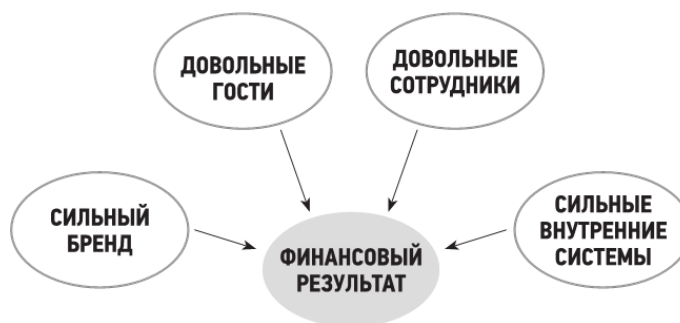 ДОВОЛЬНЫЕ
ГОСТИ
ДОВОЛЬНЫЕ
СОТРУДНИКИ
СИЛЬНЫЙ
БРЕНД
СИЛЬНЫЕ
ВНУТРЕННИЕ
СИСТЕМЫ
ФИНАНСОВЫЙ
РЕЗУЛЬТАТ